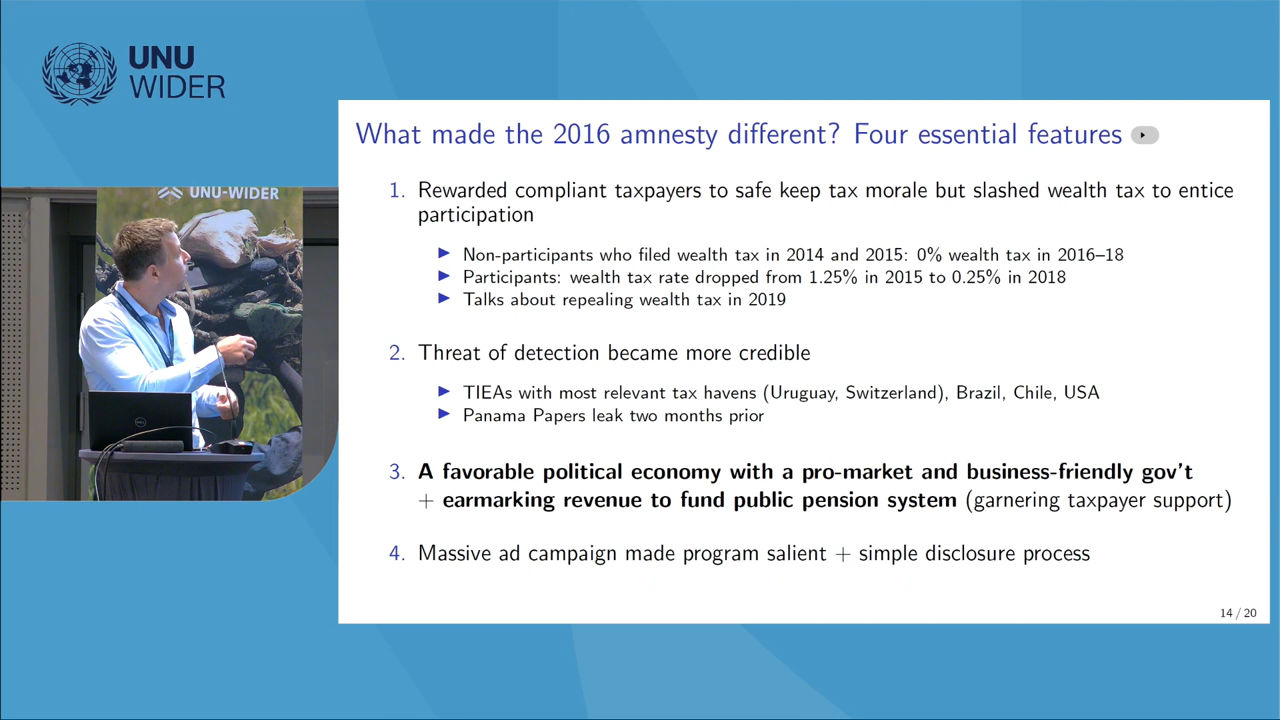 UNU
WIDER
UNU-WIDER
What made the 2016 amnesty different? Four essential features
1. Rewarded compliant taxpayers to safe keep tax morale but slashed wealth tax to entice
participation
▶ Non-participants who filed wealth tax in 2014 and 2015: 0% wealth tax in 2016–18
▶ Participants: wealth tax rate dropped from 1.25% in 2015 to 0.25% in 2018
▶ Talks about repealing wealth tax in 2019
2. Threat of detection became more credible
▶ TIEAs with most relevant tax havens (Uruguay, Switzerland), Brazil, Chile, USA
▶ Panama Papers leak two months prior
3. A favorable political economy with a pro-market and business-friendly gov't
+ earmarking revenue to fund public pension system (garnering taxpayer support)
4. Massive ad campaign made program salient + simple disclosure process
14 / 20
DELL